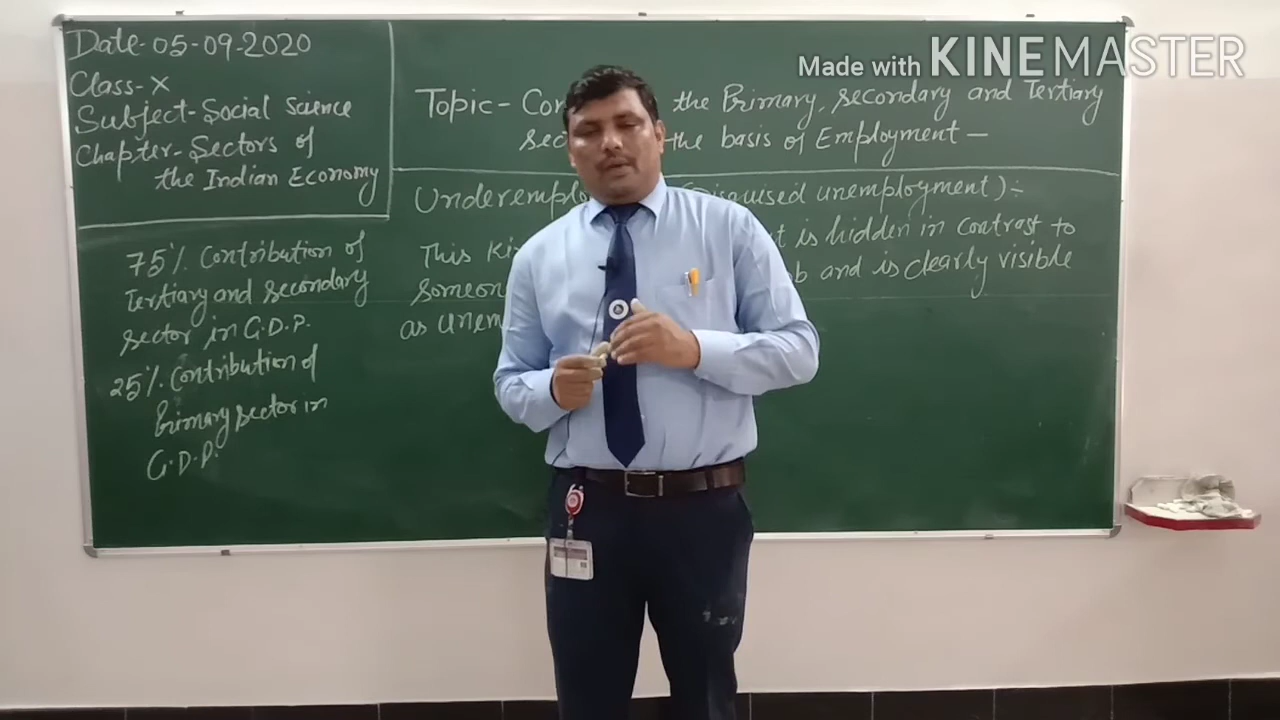 Date-05-09-2020
Class-X
Subject-Social Science
Chapter-Sectors of
the Indian Economy
75% Contribution of
Tertiary and secondary
sector in G.D.P.
25% Contribution of
Primary sector in
G.D.P.
Made with KINEMASTER
Topic- the Primary, secondary and Tertiary
the basis of Employment-
unemployment):-
This is hidden in contrast to
and is clearly visible
as